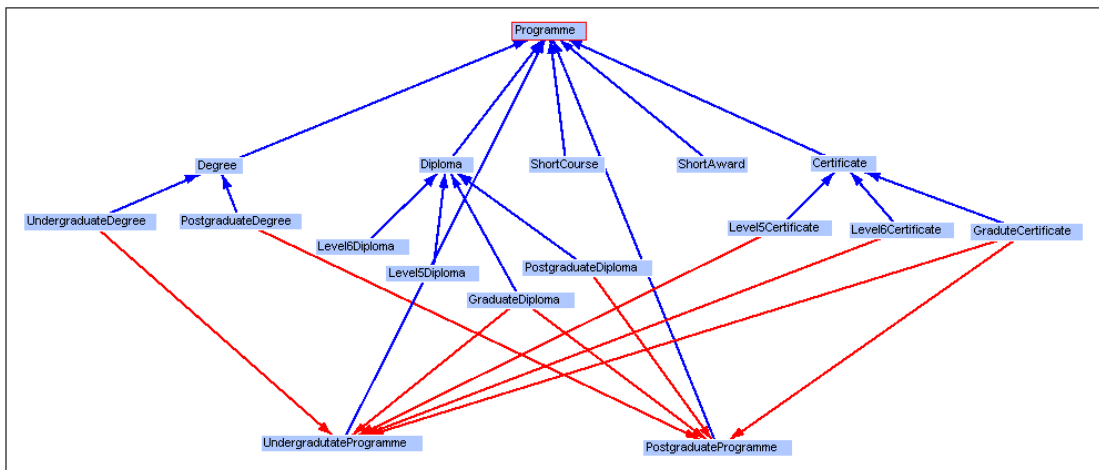 Programme
Degree
Diploma
ShortCourse
ShortAward
Certificate
UndergraduateDegree
PostgraduateDegree
Level5Certificate
Level6Certificate
GraduteCertificate
Level6Diploma
Level5Diploma
PostgraduateDiploma
GraduateDiploma
UndergradutateProgramme
PostgraduateProgramme